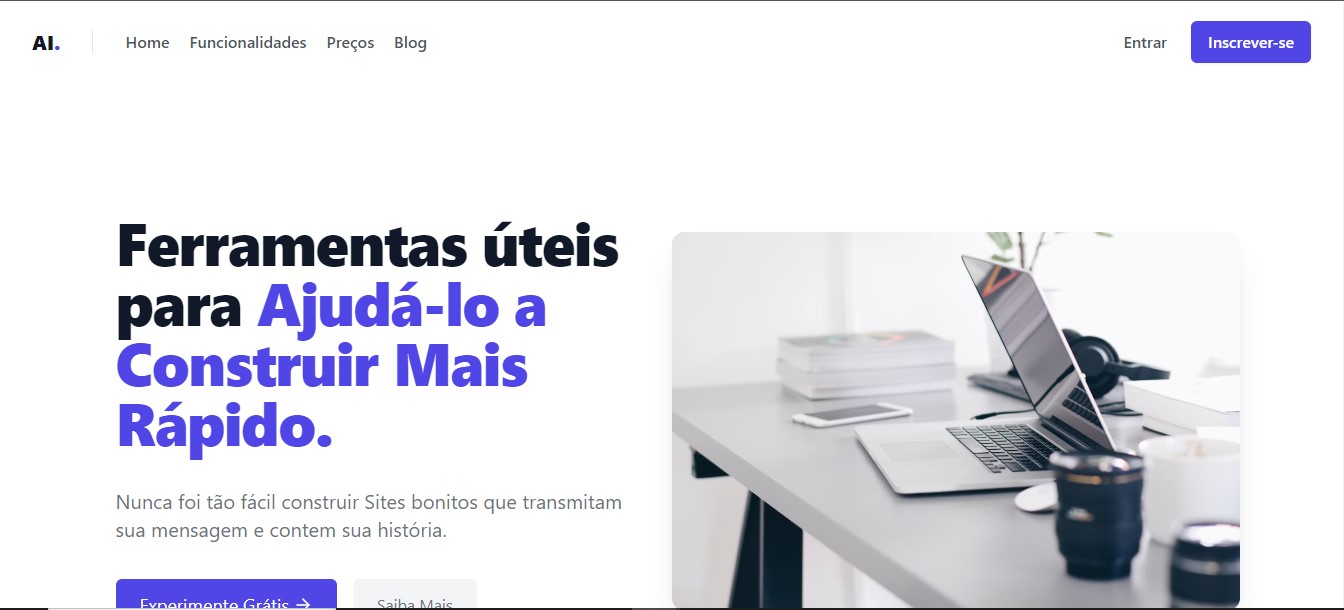 AI.
Home
Funcionalidades
Preços
Blog
Entrar
Inscrever-se
Ferramentas úteis
para Ajudá-lo a
Construir Mais
Rápido.
Nunca foi tão fácil construir Sites bonitos que transmitam
sua mensagem e contem sua história.
Experimente Grátis →
Saiba Mais